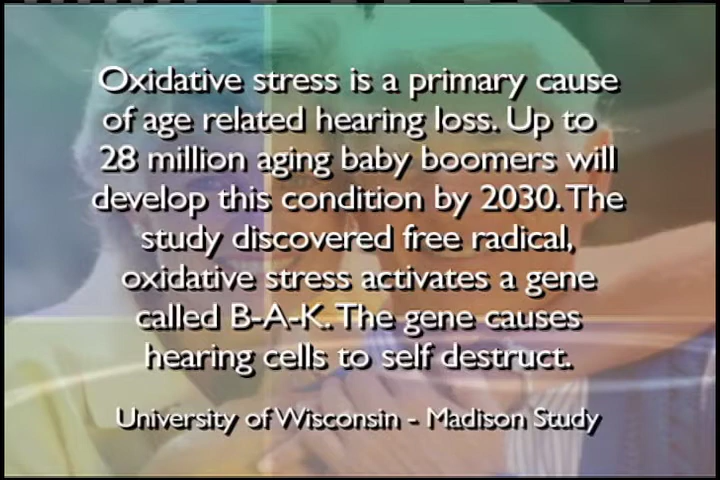 Oxidative stress is a primary cause
of age related hearing loss. Up to
28 million aging baby boomers will
develop this condition by 2030. The
study discovered free radical,
oxidative stress activates a gene
called B-A-K. The gene causes
hearing cells to self destruct.
University of Wisconsin - Madison Study